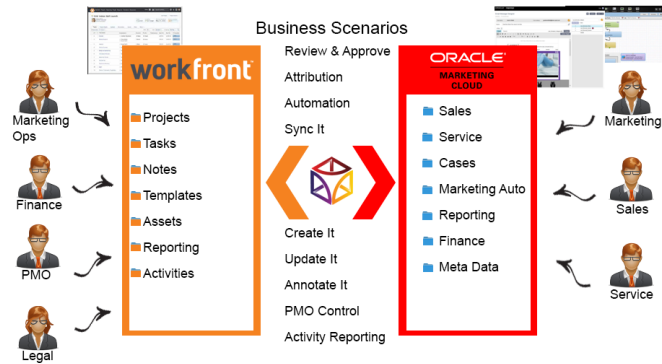 Business Scenarios
Marketing
Ops
Finance
PMO
Legal
workfront
Projects
Tasks
Notes
Templates
Assets
Reporting
Activities
Review & Approve
Attribution
Automation
Sync It
Create It
Update It
Annotate It
PMO Control
Activity Reporting
ORACLE
MARKETING
CLOUD
Sales
Service
Cases
Marketing Auto
Reporting
Finance
Meta Data
Marketing
Sales
Service